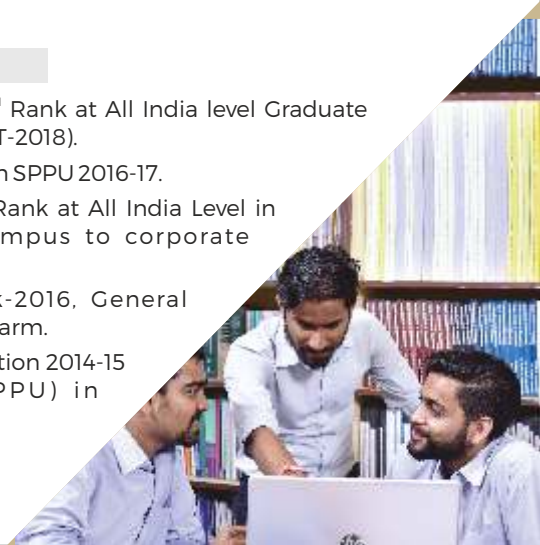 Rank at All India level Graduate
T-2018).
n SPPU 2016-17.
Rank at All India Level in
mpus to corporate
-2016, General
arm.
tion 2014-15
PPU) in
hp